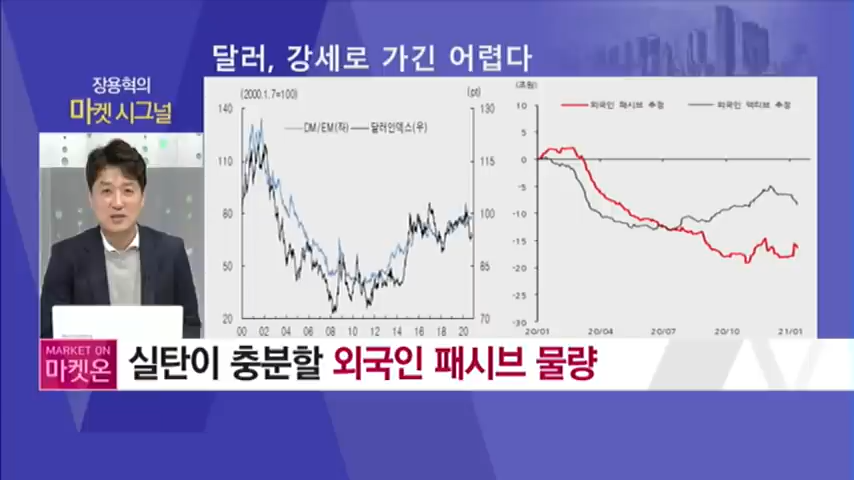 달러, 강세로 가긴 어렵다
장용혁의
마켓 시그널
(2000.1.7=100)
(pt)
DM/EM(좌)
달러인덱스(우)
140
110
80
50
20
130
115
100
85
70
00 02 04 06 08 10 12 14 16 18 20
(조원)
외국인 패시브 추정
외국인 액티브 추정
10
5
0
-5
-10
-15
-20
-25
-30
20/01 20/04 20/07 20/10 21/01
MARKET ON
마켓온
실탄이 충분할 외국인 패시브 물량